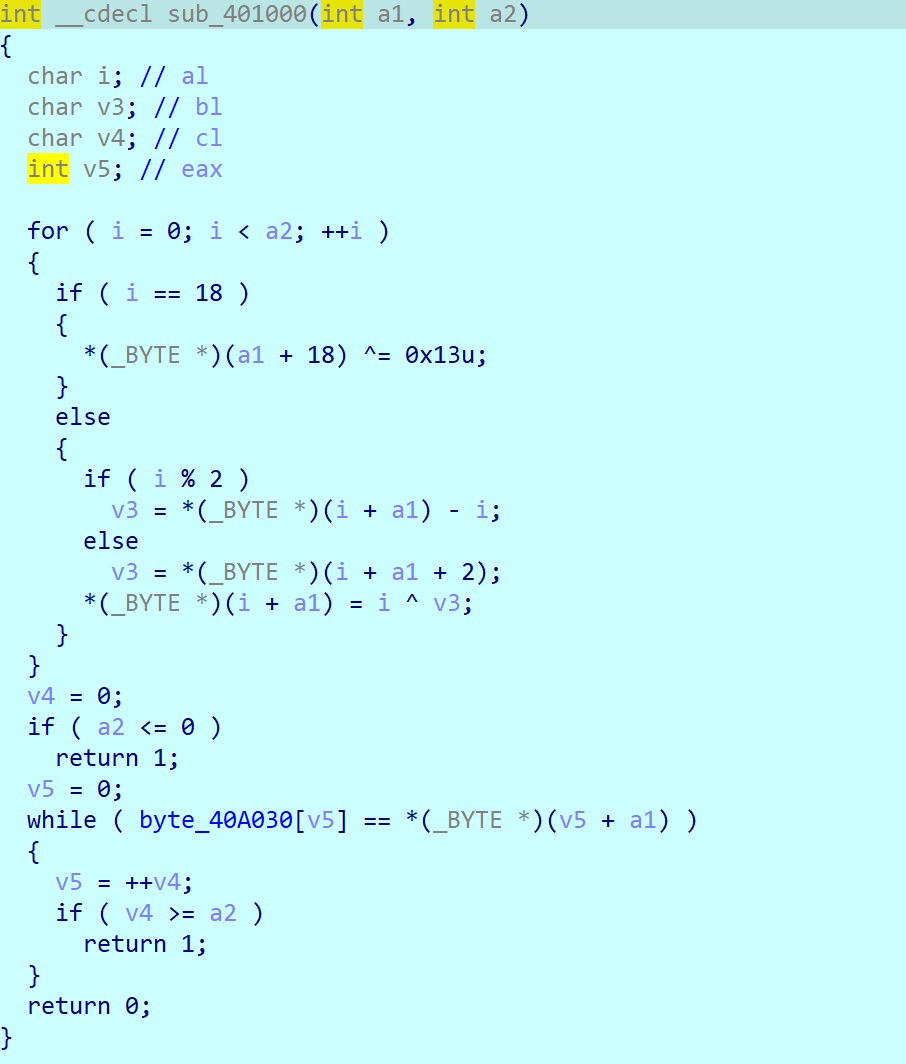 int __cdecl sub_401000(int a1, int a2)
{
  char i; // al
  char v3; // bl
  char v4; // cl
  int v5; // eax

  for ( i = 0; i < a2; ++i )
  {
    if ( i == 18 )
    {
      *(_BYTE *)(a1 + 18) ^= 0x13u;
    }
    else
    {
      if ( i % 2 )
        v3 = *(_BYTE *)(i + a1) - i;
      else
        v3 = *(_BYTE *)(i + a1 + 2);
      *(_BYTE *)(i + a1) = i ^ v3;
    }
  }
  v4 = 0;
  if ( a2 <= 0 )
    return 1;
  v5 = 0;
  while ( byte_40A030[v5] == *(_BYTE *)(v5 + a1) )
  {
    v5 = ++v4;
    if ( v4 >= a2 )
      return 1;
  }
  return 0;
}